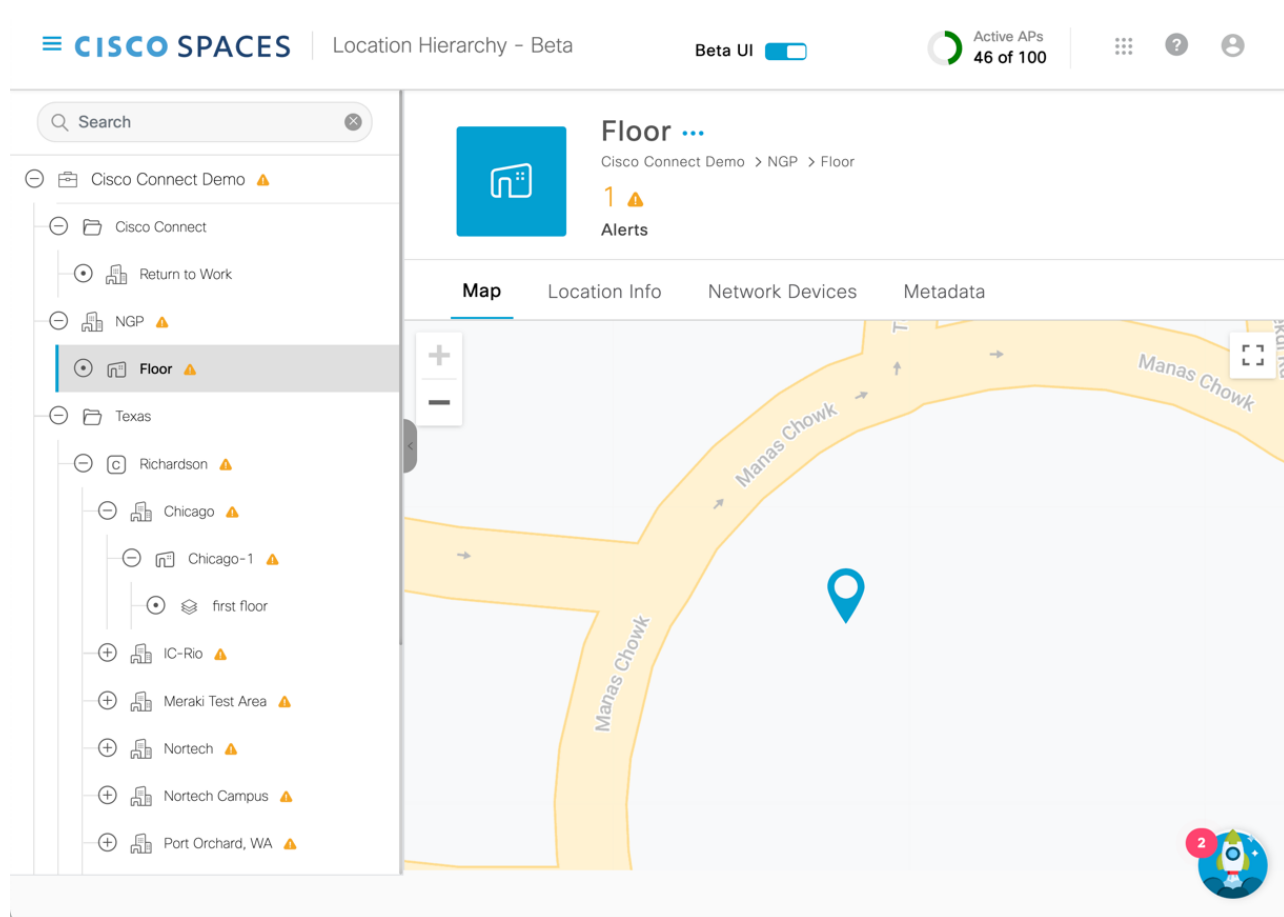 CISCO SPACES
Location Hierarchy - Beta
Beta UI
Active APs
46 of 100
?
Search
Cisco Connect Demo
Cisco Connect
Return to Work
NGP
Floor
Texas
C Richardson
Chicago
Chicago-1
first floor
IC-Rio
Meraki Test Area
Nortech
Nortech Campus
Port Orchard, WA
Floor ...
Cisco Connect Demo > NGP > Floor
1
Alerts
Map
Location Info
Network Devices
Metadata
+
−
<
Manas Chowk
Manas Chowk
Manas Chowk
2